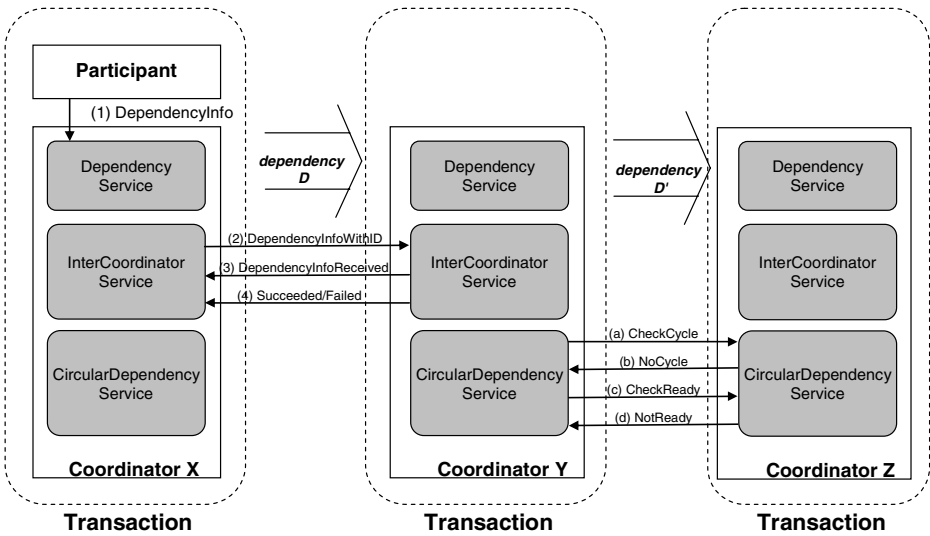 Participant
(1) DependencyInfo
Dependency
Service
InterCoordinator
Service
CircularDependency
Service
Coordinator X
Transaction
dependency
D
(2) DependencyInfoWithID
(3) DependencyInfoReceived
(4) Succeeded/Failed
Dependency
Service
InterCoordinator
Service
CircularDependency
Service
Coordinator Y
Transaction
dependency
D'
(a) CheckCycle
(b) NoCycle
(c) CheckReady
(d) NotReady
Dependency
Service
InterCoordinator
Service
CircularDependency
Service
Coordinator Z
Transaction